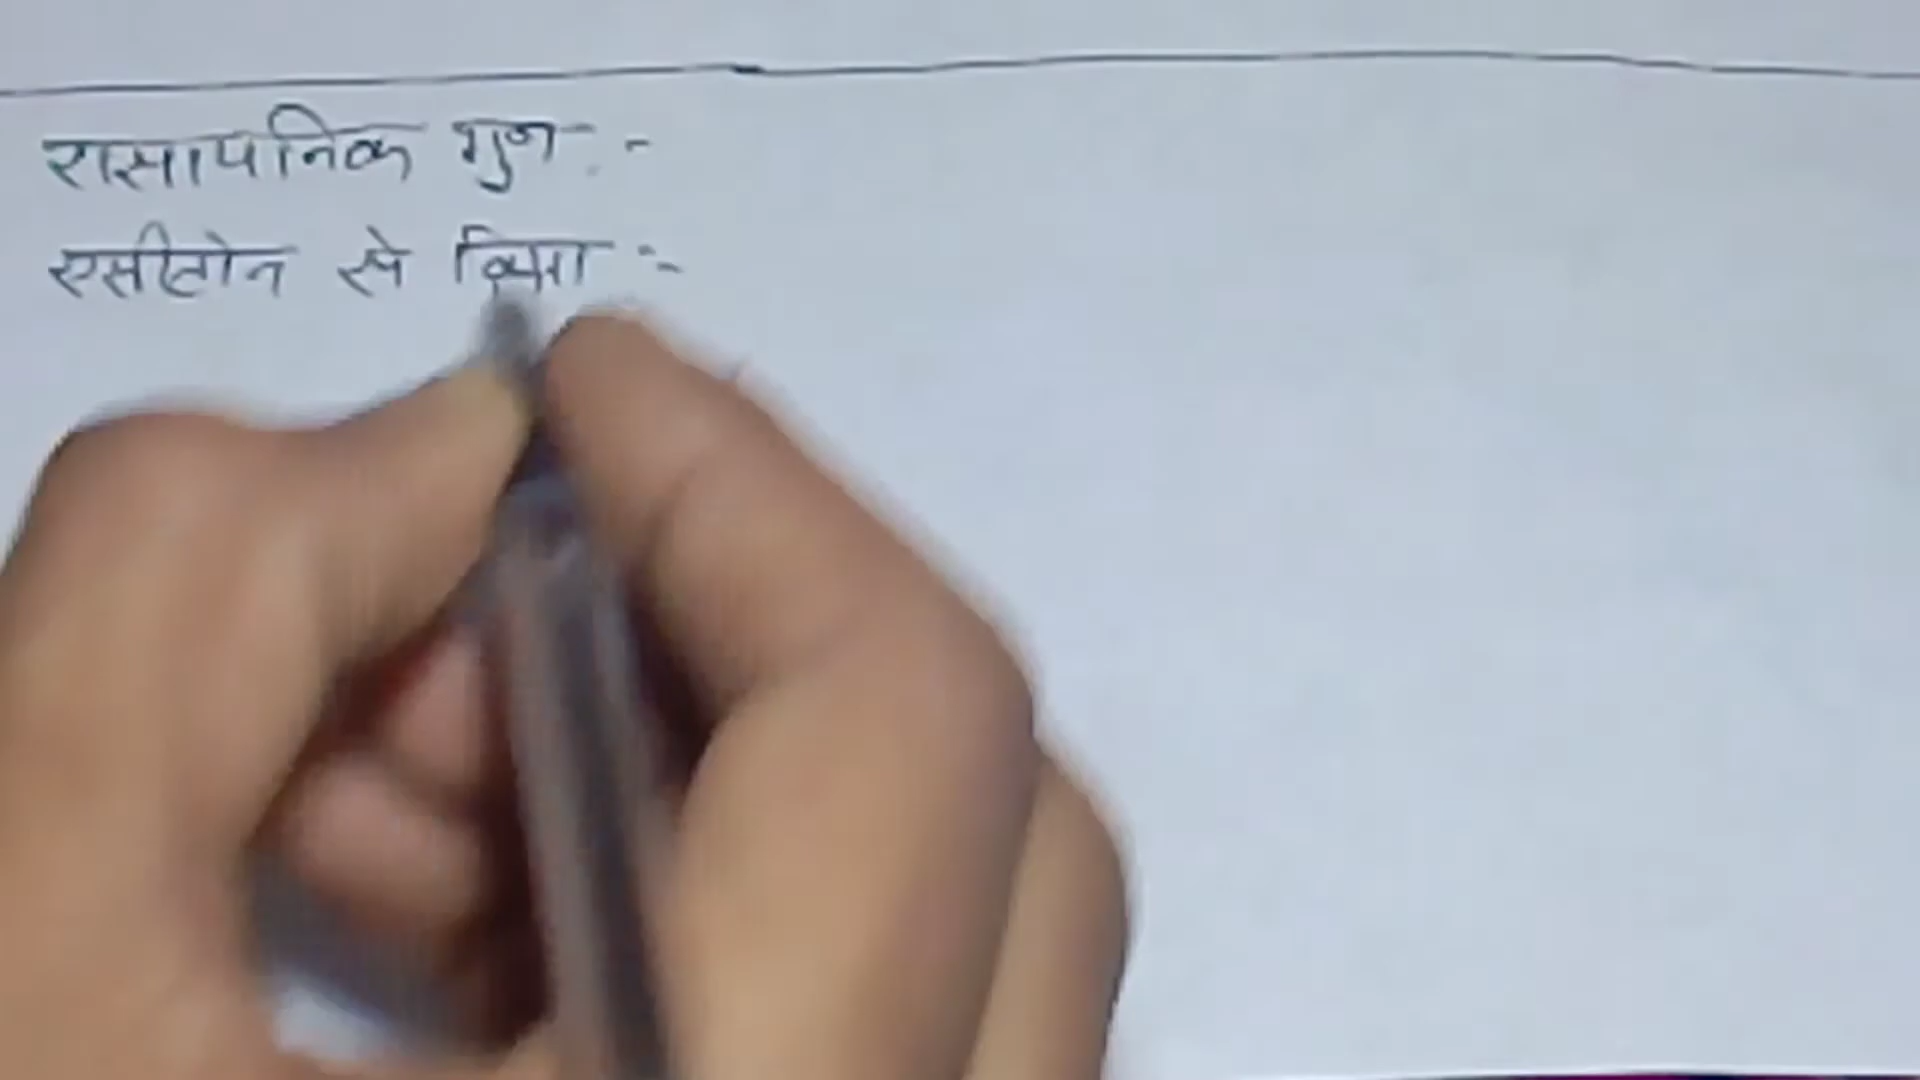 रासायनिक गुण :-
एसीटोन से क्रिया :-